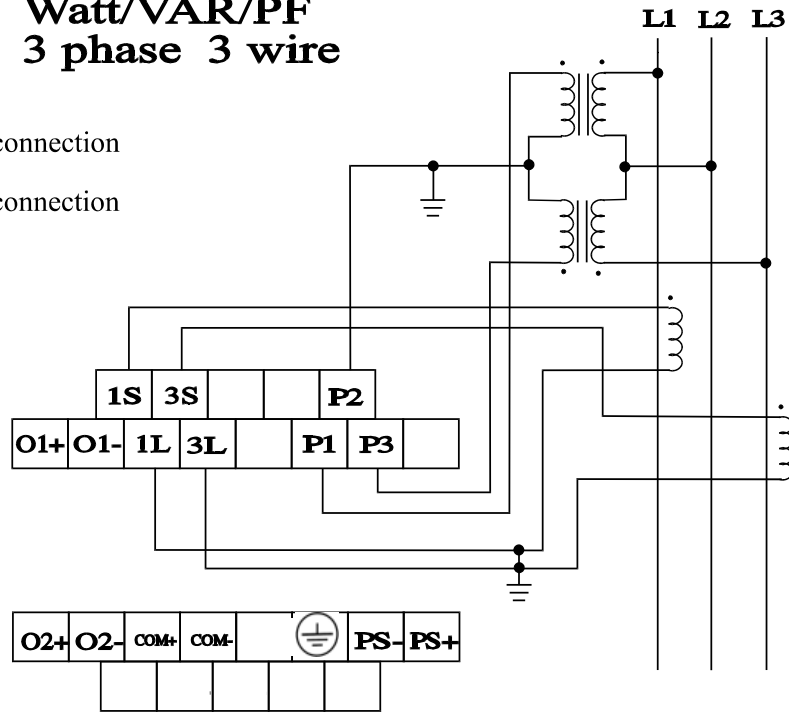 Watt/VAR/PF
L1 L2 L3
3 phase 3 wire
connection
connection
1S 3S P2
O1+ O1- 1L 3L P1 P3
O2+ O2- COM+ COM- PS- PS+